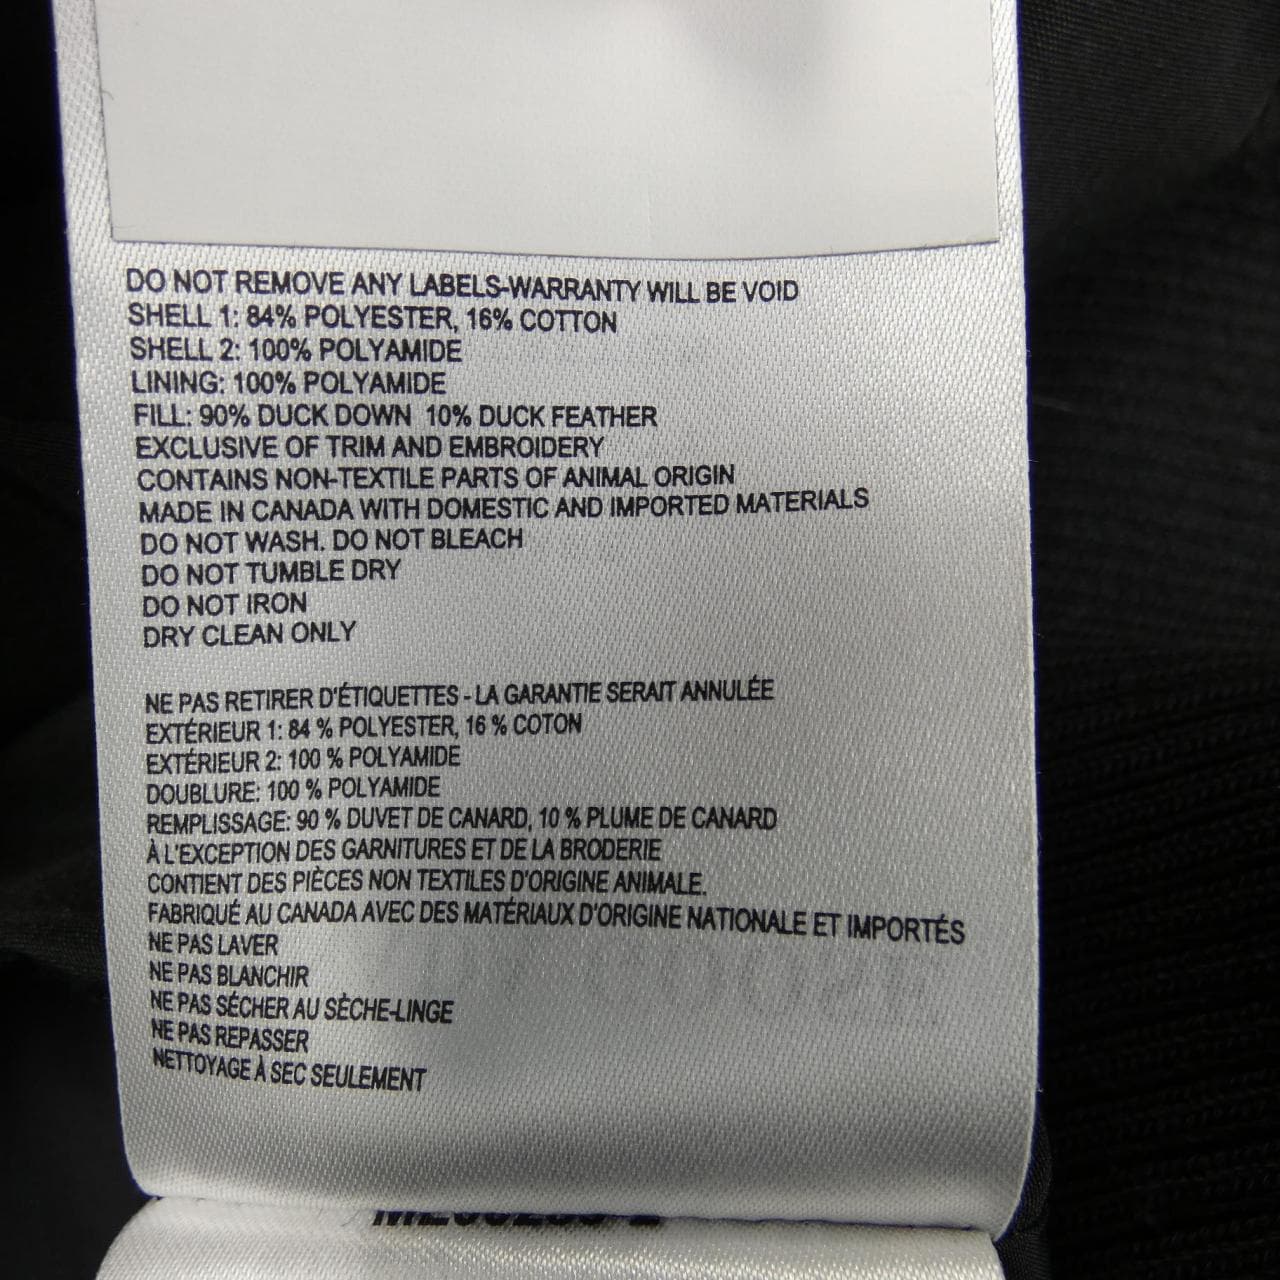 DO NOT REMOVE ANY LABELS-WARRANTY WILL BE VOID
SHELL 1: 84% POLYESTER, 16% COTTON
SHELL 2: 100% POLYAMIDE
LINING: 100% POLYAMIDE
FILL: 90% DUCK DOWN  10% DUCK FEATHER
EXCLUSIVE OF TRIM AND EMBROIDERY
CONTAINS NON-TEXTILE PARTS OF ANIMAL ORIGIN
MADE IN CANADA WITH DOMESTIC AND IMPORTED MATERIALS
DO NOT WASH. DO NOT BLEACH
DO NOT TUMBLE DRY
DO NOT IRON
DRY CLEAN ONLY
NE PAS RETIRER D'ÉTIQUETTES - LA GARANTIE SERAIT ANNULÉE
EXTÉRIEUR 1: 84 % POLYESTER, 16 % COTON
EXTÉRIEUR 2: 100 % POLYAMIDE
DOUBLURE: 100 % POLYAMIDE
REMPLISSAGE: 90 % DUVET DE CANARD, 10 % PLUME DE CANARD
À L'EXCEPTION DES GARNITURES ET DE LA BRODERIE
CONTIENT DES PIÈCES NON TEXTILES D'ORIGINE ANIMALE.
FABRIQUÉ AU CANADA AVEC DES MATÉRIAUX D'ORIGINE NATIONALE ET IMPORTÉS
NE PAS LAVER
NE PAS BLANCHIR
NE PAS SÉCHER AU SÈCHE-LINGE
NE PAS REPASSER
NETTOYAGE À SEC SEULEMENT